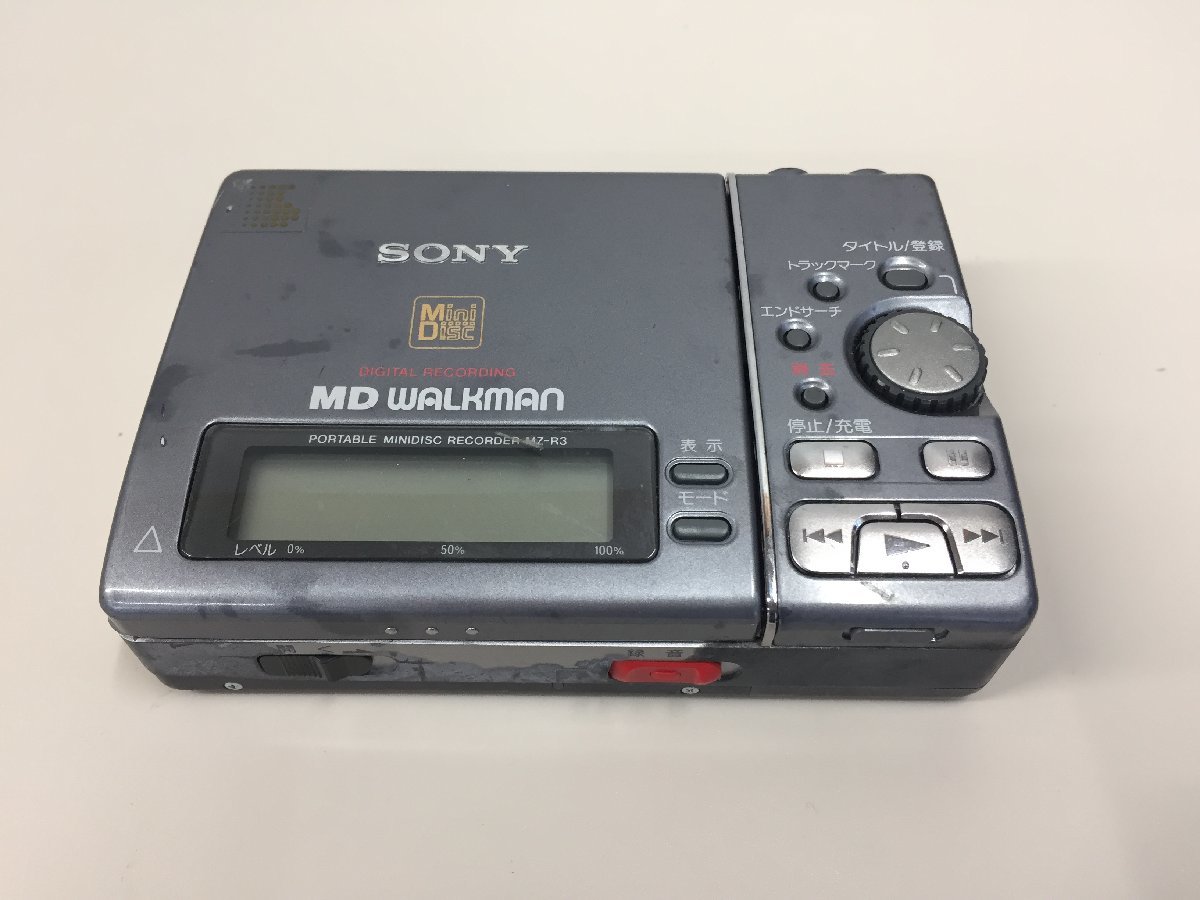 SONY
Mini
Disc
DIGITAL RECORDING
MD WALKMAN
PORTABLE MINIDISC RECORDER MZ-R3
レベル 0% 50% 100%
表示
モード
タイトル/登録
トラックマーク
エンドサーチ
停止/充電
録音